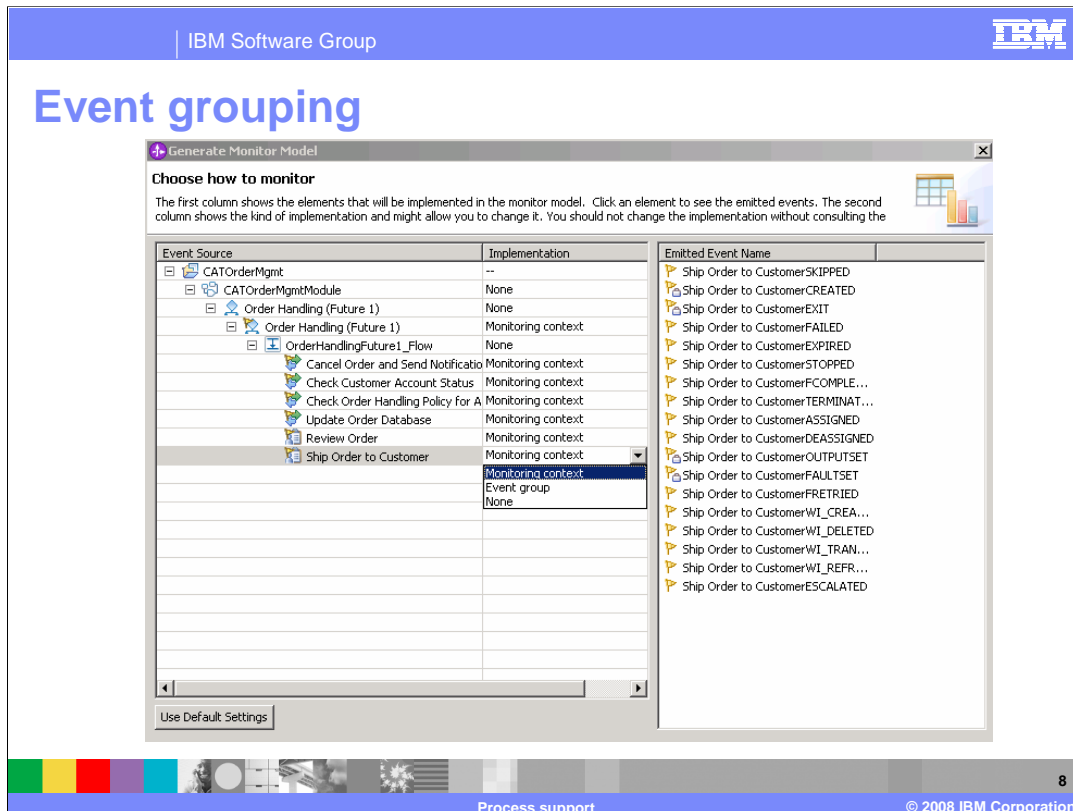 IBM Software Group
IBM
Event grouping
Generate Monitor Model
Choose how to monitor
The first column shows the elements that will be implemented in the monitor model. Click an element to see the emitted events. The second
column shows the kind of implementation and might allow you to change it. You should not change the implementation without consulting the
Event Source Implementation
CATOrderMgmt --
CATOrderMgmtModule None
Order Handling (Future 1) None
Order Handling (Future 1) Monitoring context
OrderHandlingFuture1_Flow None
Cancel Order and Send Notificatio Monitoring context
Check Customer Account Status Monitoring context
Check Order Handling Policy for A Monitoring context
Update Order Database Monitoring context
Review Order Monitoring context
Ship Order to Customer Monitoring context
Monitoring context
Event group
None
Use Default Settings
Emitted Event Name
Ship Order to CustomerSKIPPED
Ship Order to CustomerCREATED
Ship Order to CustomerEXIT
Ship Order to CustomerFAILED
Ship Order to CustomerEXPIRED
Ship Order to CustomerSTOPPED
Ship Order to CustomerFCOMPLE...
Ship Order to CustomerTERMINAT...
Ship Order to CustomerASSIGNED
Ship Order to CustomerDEASSIGNED
Ship Order to CustomerOUTPUTSET
Ship Order to CustomerFAULTSET
Ship Order to CustomerFRETRIED
Ship Order to CustomerWI_CREA...
Ship Order to CustomerWI_DELETED
Ship Order to CustomerWI_TRAN...
Ship Order to CustomerWI_REFR...
Ship Order to CustomerESCALATED
8
Process support
© 2008 IBM Corporation